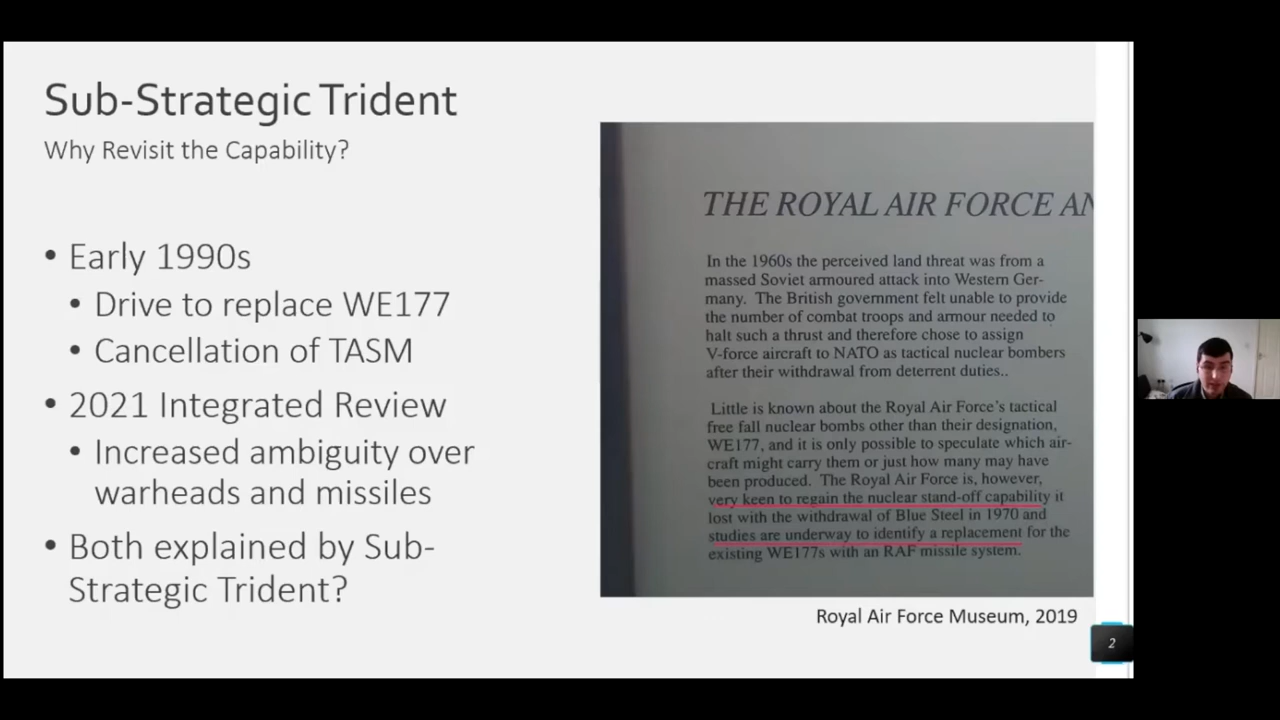 Sub-Strategic Trident
Why Revisit the Capability?
• Early 1990s
• Drive to replace WE177
• Cancellation of TASM
• 2021 Integrated Review
• Increased ambiguity over
warheads and missiles
• Both explained by Sub-
Strategic Trident?
THE ROYAL AIR FORCE AN
In the 1960s the perceived land threat was from a
massed Soviet armoured attack into Western Ger-
many. The British government felt unable to provide
the number of combat troops and armour needed to
halt such a thrust and therefore chose to assign
V-force aircraft to NATO as tactical nuclear bombers
after their withdrawal from deterrent duties..
Little is known about the Royal Air Force's tactical
free fall nuclear bombs other than their designation,
WE177, and it is only possible to speculate which air-
craft might carry them or just how many may have
been produced. The Royal Air Force is, however,
very keen to regain the nuclear stand-off capability it
lost with the withdrawal of Blue Steel in 1970 and
studies are underway to identify a replacement for the
existing WE177s with an RAF missile system.
Royal Air Force Museum, 2019
2